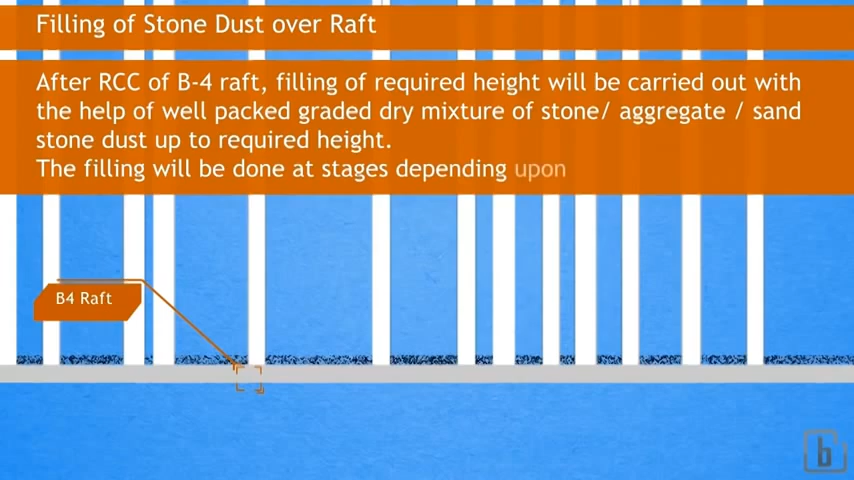 Filling of Stone Dust over Raft
After RCC of B-4 raft, filling of required height will be carried out with
the help of well packed graded dry mixture of stone/ aggregate / sand
stone dust up to required height.
The filling will be done at stages depending upon
B4 Raft
b